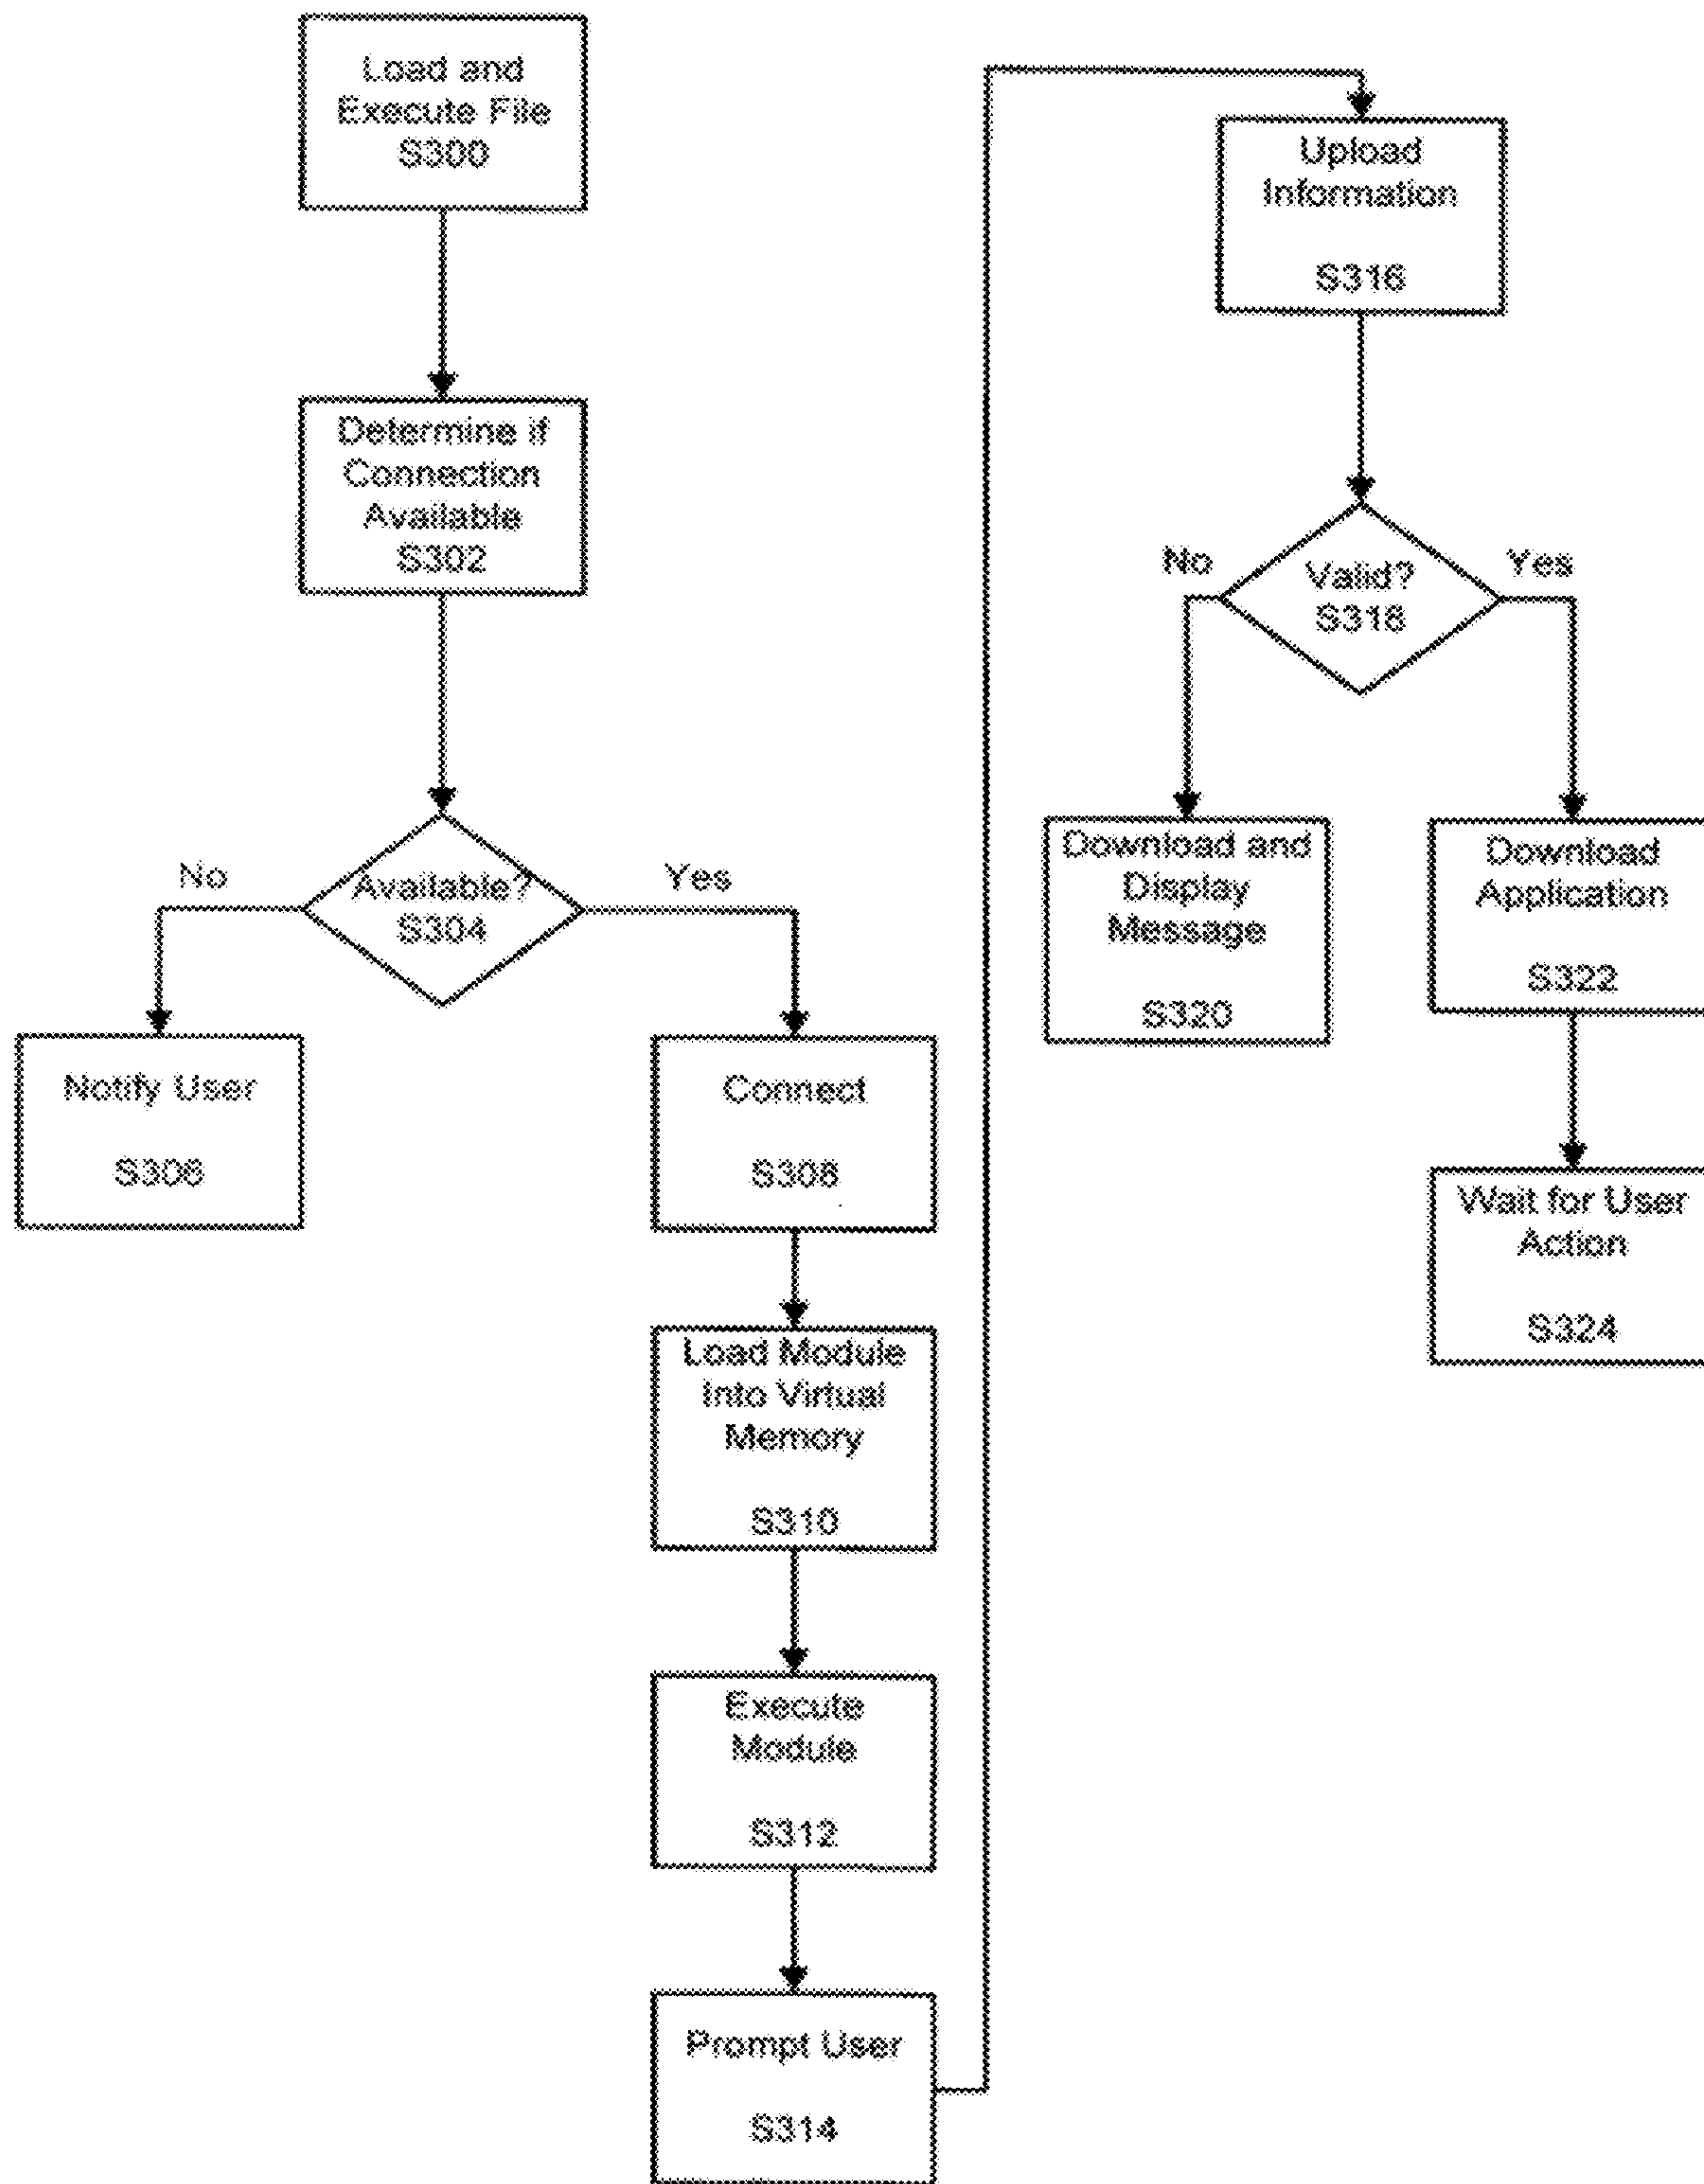 Load and
Execute File
S300
Determine if
Connection
Available
S302
No
Available?
S304
Yes
Notify User
S306
Connect
S308
Load Module
Into Virtual
Memory
S310
Execute
Module
S312
Prompt User
S314
Upload
Information
S316
No
Valid?
S318
Yes
Download and
Display
Message
S320
Download
Application
S322
Wait for User
Action
S324